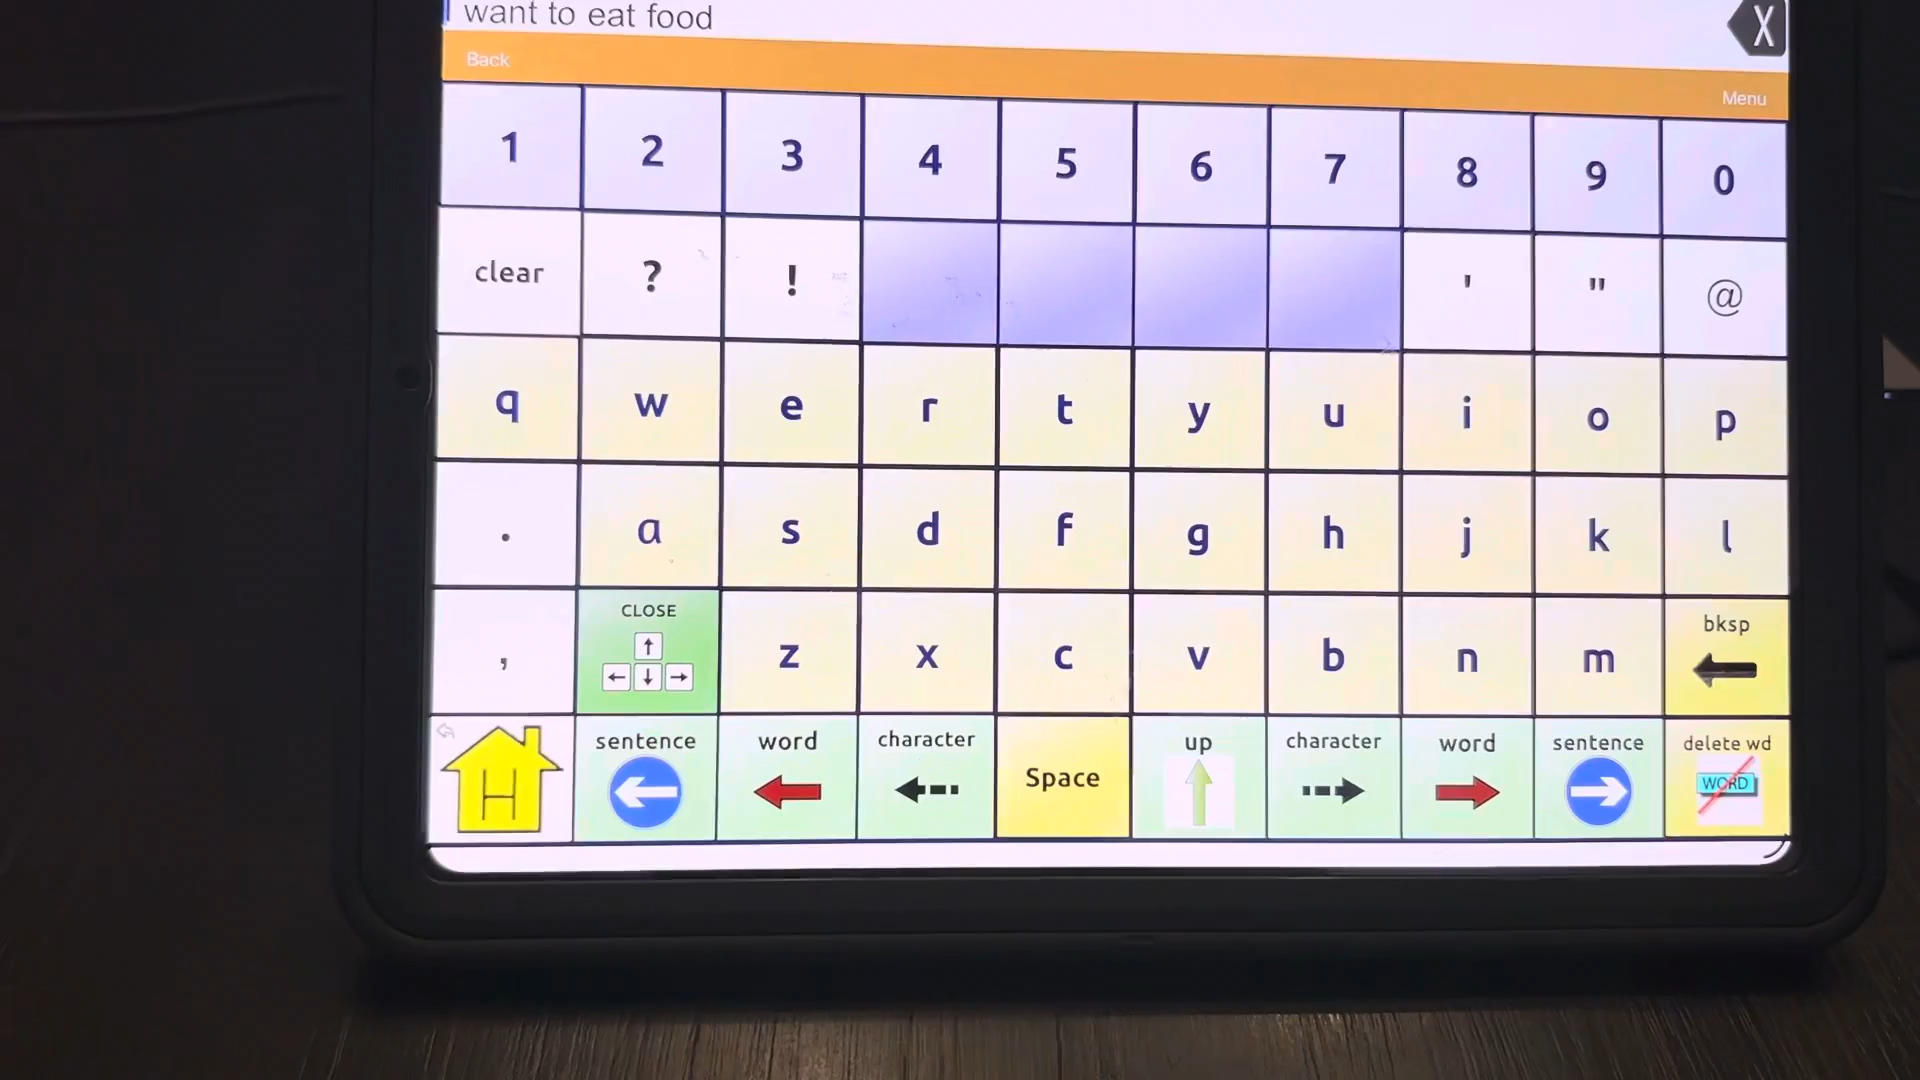 I want to eat food
X
Back
Menu
1 2 3 4 5 6 7 8 9 0
clear ? ! ' " @
q w e r t y u i o p
. a s d f g h j k l
, CLOSE z x c v b n m bksp
H sentence word character Space up character word sentence delete wd
WORD